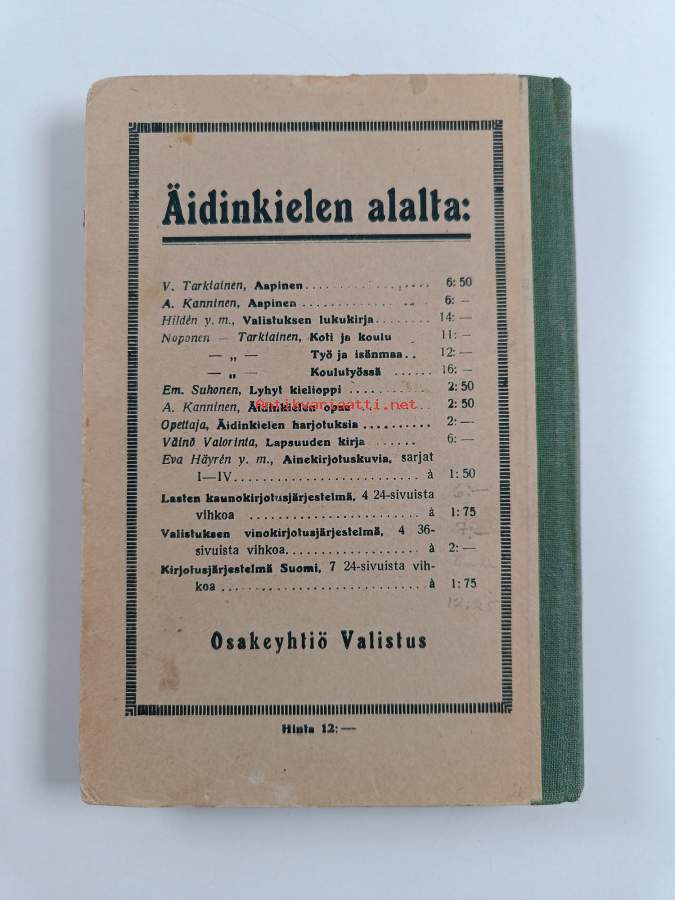 Äidinkielen alalta:
V. Tarkiainen, Aapinen .................. 6: 50
A. Kanninen, Aapinen .................. 6: —
Hildén y. m., Valistuksen lukukirja .. 14: —
Noponen — Tarkiainen, Koti ja koulu 11: —
— „ — Työ ja isänmaa .. 12: —
— „ — Koulutyössä ...... 16: —
Em. Suhonen, Lyhyt kielioppi ............ 2: 50
A. Kanninen, Äidinkielen opas .......... 2: 50
Antikvariaatti.net
Opettaja, Äidinkielen harjotuksia .......... 2: —
Väinö Valorinta, Lapsuuden kirja ...... 6: —
Eva Häyrén y. m., Ainekirjotuskuvia, sarjat
I—IV .......................... à 1: 50
Lasten kaunokirjotusjärjestelmä, 4 24-sivuista
vihkoa ........................ à 1: 75
Valistuksen vinokirjotusjärjestelmä, 4 36-
sivuista vihkoa .................. à 2: —
Kirjotusjärjestelmä Suomi, 7 24-sivuista vih-
koa .......................... à 1: 75
Osakeyhtiö Valistus
Hinta 12: —